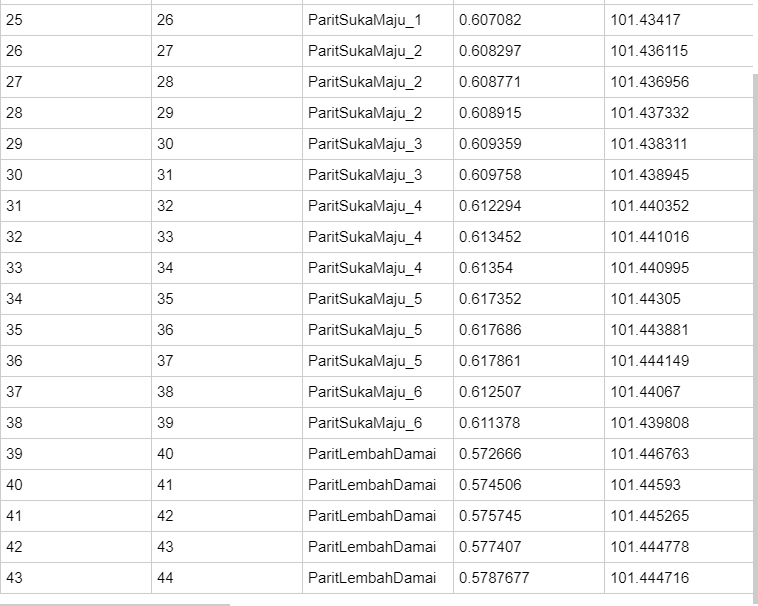 25 26 ParitSukaMaju_1 0.607082 101.43417
26 27 ParitSukaMaju_2 0.608297 101.436115
27 28 ParitSukaMaju_2 0.608771 101.436956
28 29 ParitSukaMaju_2 0.608915 101.437332
29 30 ParitSukaMaju_3 0.609359 101.438311
30 31 ParitSukaMaju_3 0.609758 101.438945
31 32 ParitSukaMaju_4 0.612294 101.440352
32 33 ParitSukaMaju_4 0.613452 101.441016
33 34 ParitSukaMaju_4 0.61354 101.440995
34 35 ParitSukaMaju_5 0.617352 101.44305
35 36 ParitSukaMaju_5 0.617686 101.443881
36 37 ParitSukaMaju_5 0.617861 101.444149
37 38 ParitSukaMaju_6 0.612507 101.44067
38 39 ParitSukaMaju_6 0.611378 101.439808
39 40 ParitLembahDamai 0.572666 101.446763
40 41 ParitLembahDamai 0.574506 101.44593
41 42 ParitLembahDamai 0.575745 101.445265
42 43 ParitLembahDamai 0.577407 101.444778
43 44 ParitLembahDamai 0.5787677 101.444716